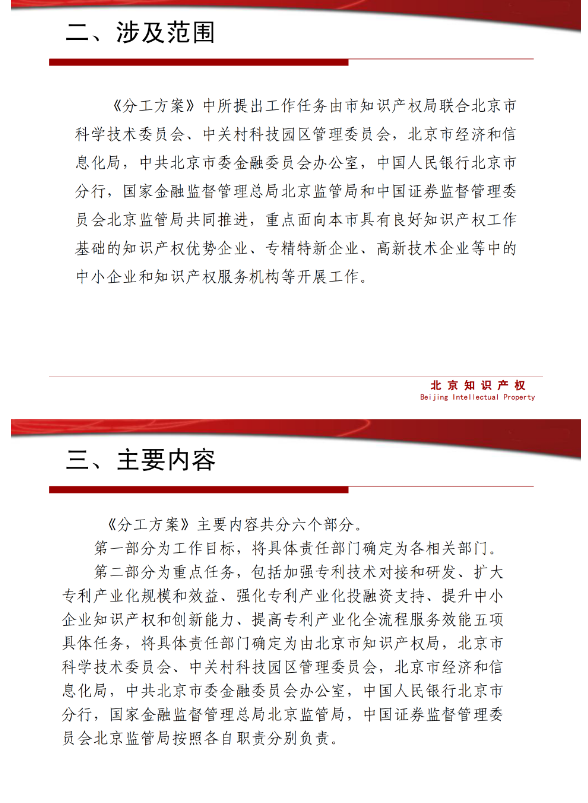 二、涉及范围
《分工方案》中所提出工作任务由市知识产权局联合北京市
科学技术委员会、中关村科技园区管理委员会，北京市经济和信
息化局，中共北京市委金融委员会办公室，中国人民银行北京市
分行，国家金融监督管理总局北京监管局和中国证券监督管理委
员会北京监管局共同推进，重点面向本市具有良好知识产权工作
基础的知识产权优势企业、专精特新企业、高新技术企业等中的
中小企业和知识产权服务机构等开展工作。
北京知识产权
Beijing Intellectual Property
三、主要内容
《分工方案》主要内容共分六个部分。
第一部分为工作目标，将具体责任部门确定为各相关部门。
第二部分为重点任务，包括加强专利技术对接和研发、扩大
专利产业化规模和效益、强化专利产业化投融资支持、提升中小
企业知识产权和创新能力、提高专利产业化全流程服务效能五项
具体任务，将具体责任部门确定为由北京市知识产权局，北京市
科学技术委员会、中关村科技园区管理委员会，北京市经济和信
息化局，中共北京市委金融委员会办公室，中国人民银行北京市
分行，国家金融监督管理总局北京监管局，中国证券监督管理委
员会北京监管局按照各自职责分别负责。